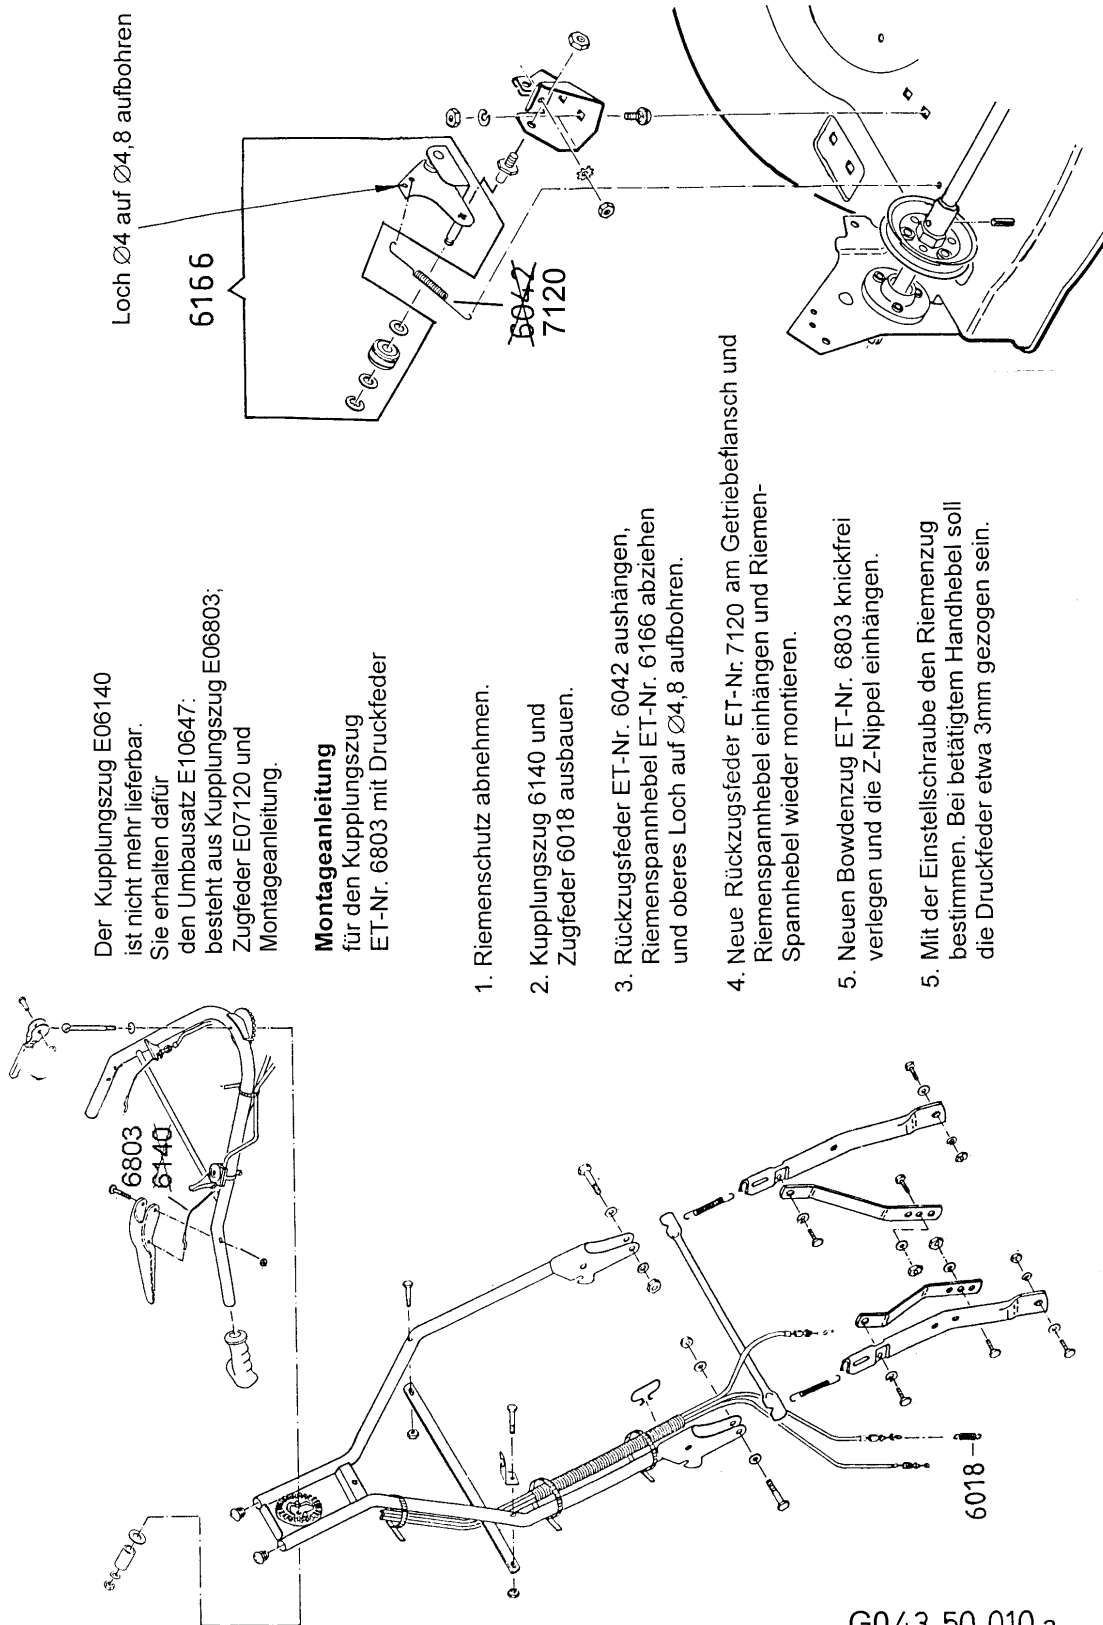 Der Kupplungszug E06140
ist nicht mehr lieferbar.
Sie erhalten dafür
den Umbausatz E10647:
besteht aus Kupplungszug E06803;
Zugfeder E07120 und
Montageanleitung.
Montageanleitung
für den Kupplungszug
ET-Nr. 6803 mit Druckfeder
1. Riemenschutz abnehmen.
2. Kupplungszug 6140 und
Zugfeder 6018 ausbauen.
3. Rückzugsfeder ET-Nr. 6042 aushängen,
Riemenspannhebel ET-Nr. 6166 abziehen
und oberes Loch auf Ø4,8 aufbohren.
4. Neue Rückzugsfeder ET-Nr. 7120 am Getriebeflansch und
Riemenspannhebel einhängen und Riemen-
Spannhebel wieder montieren.
5. Neuen Bowdenzug ET-Nr. 6803 knickfrei
verlegen und die Z-Nippel einhängen.
5. Mit der Einstellschraube den Riemenzug
bestimmen. Bei betätigtem Handhebel soll
die Druckfeder etwa 3mm gezogen sein.
Loch Ø4 auf Ø4,8 aufbohren
6166
6042
7120
6803
6140
6018
G043 50 010 a